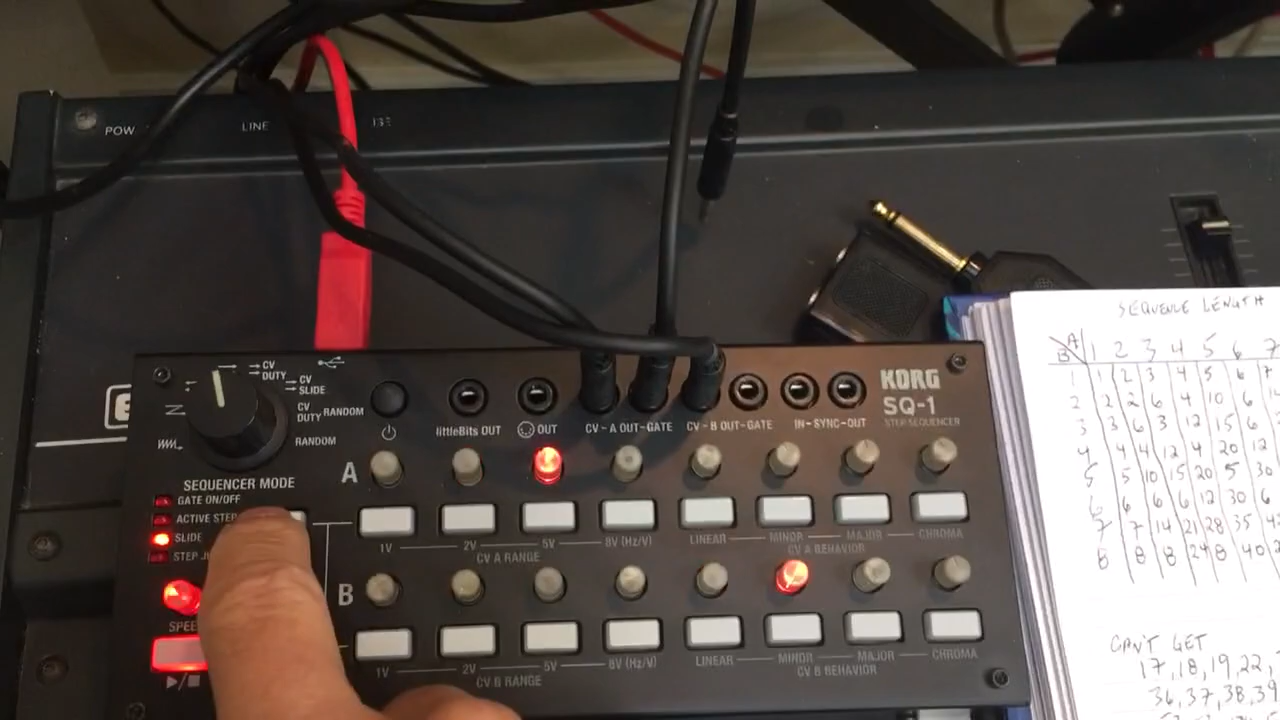 POW
LINE
CV
DUTY
CV
SLIDE
CV
DUTY RANDOM
RANDOM
SEQUENCER MODE
GATE ON/OFF
ACTIVE STEP
SLIDE
STEP
SPEE
littleBits OUT
OUT
CV - A OUT-GATE
CV - B OUT-GATE
IN-SYNC-OUT
KORG
SQ-1
STEP SEQUENCER
A
1V
2V
5V
8V (Hz/V)
LINEAR
MINOR
MAJOR
CHROMA
CV A RANGE
CV A BEHAVIOR
B
1V
2V
5V
8V (Hz/V)
LINEAR
MINOR
MAJOR
CHROMA
CV B RANGE
CV B BEHAVIOR
SEQUENCE LENGTH
A 1 2 3 4 5 6 7
B
1 1 2 3 4 5 6 7
2 2 2 6 4 10 6
3 3 6 3 12 15 6
4 4 4 12 4 20 12
5 5 10 15 20 5 30
6 6 6 6 12 30 6
7 7 14 21 28 35
8 8 8 24 8 40
CAN'T GET
17, 18, 19, 22,
36, 37, 38, 39